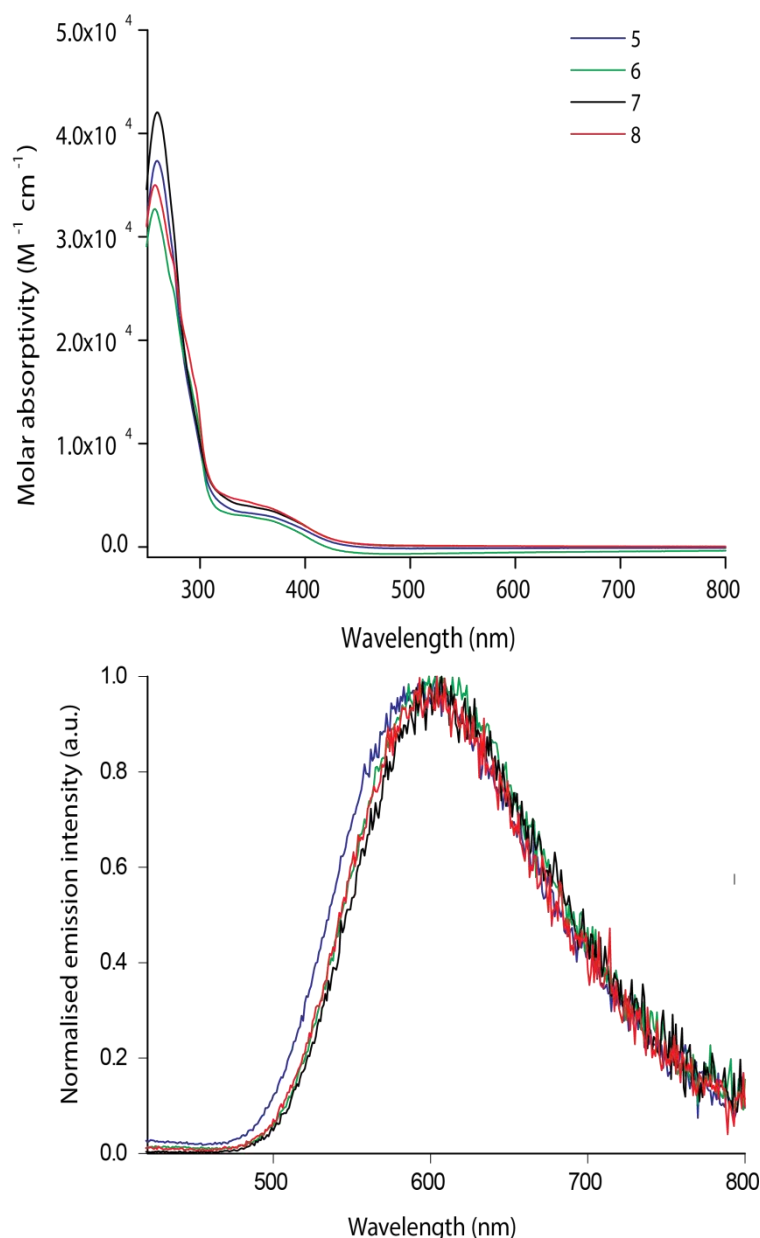 5.0x10 4
4.0x10 4
3.0x10 4
2.0x10 4
1.0x10 4
0.0
Molar absorptivity (M -1 cm -1)
5
6
7
8
300 400 500 600 700 800
Wavelength (nm)
1.0
0.8
0.6
0.4
0.2
0.0
Normalised emission intensity (a.u.)
500 600 700 800
Wavelength (nm)